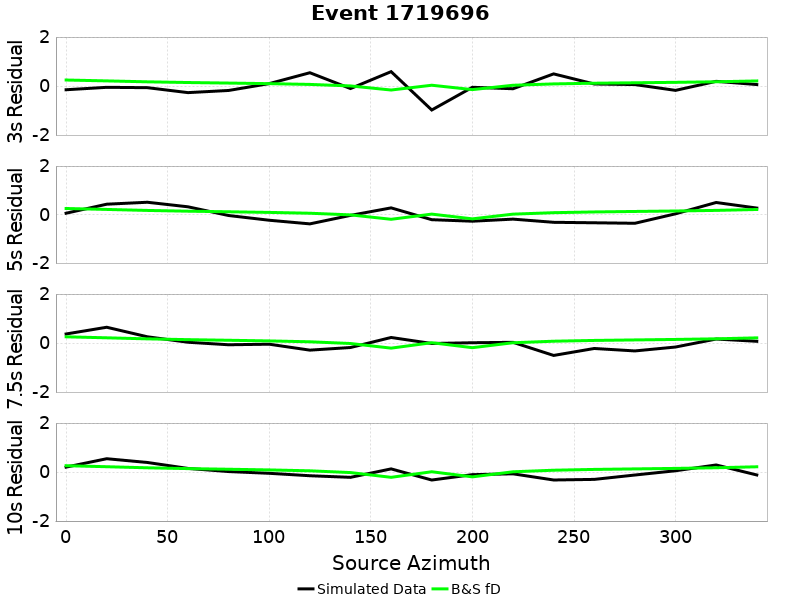 Event 1719696
3s Residual
2
0
-2
5s Residual
2
0
-2
7.5s Residual
2
0
-2
10s Residual
2
0
-2
0 50 100 150 200 250 300
Source Azimuth
Simulated Data B&S fD